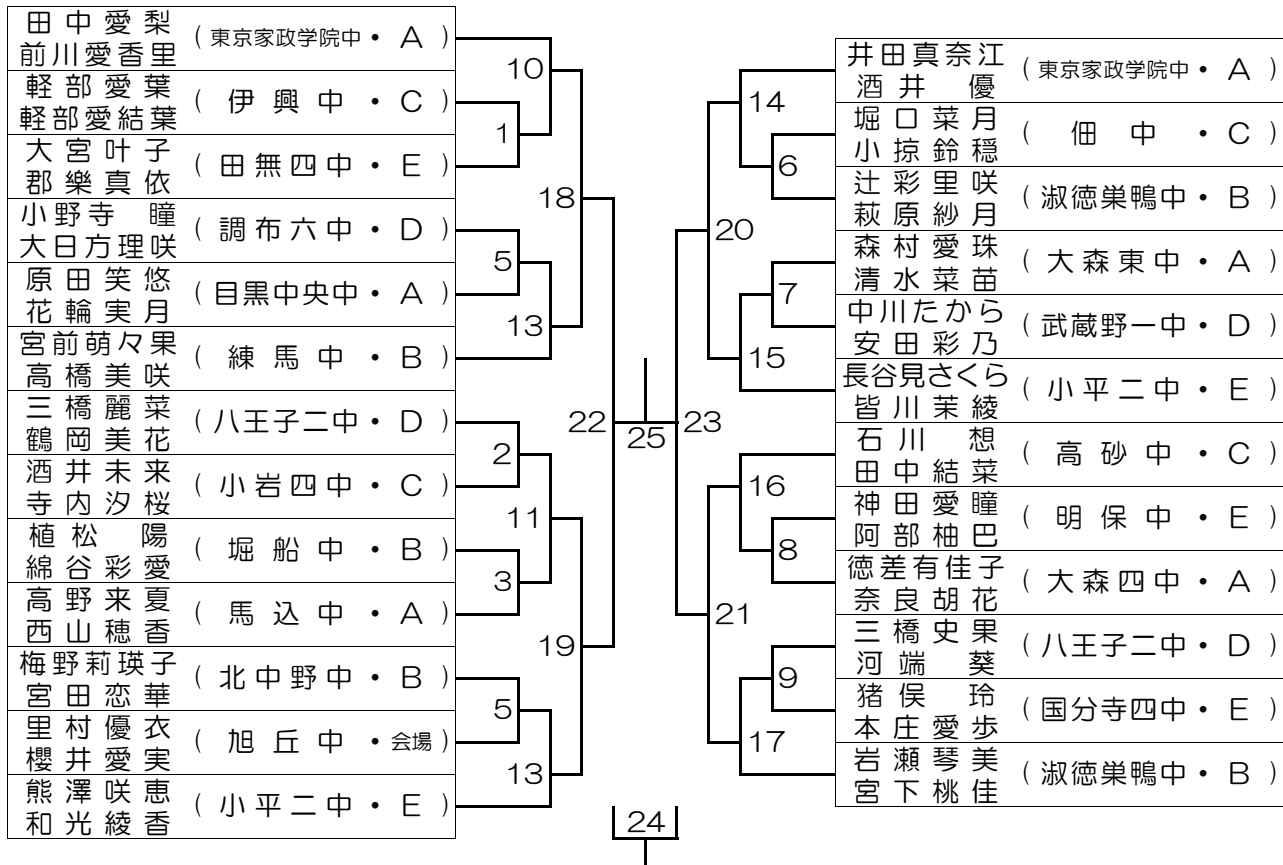 田中愛梨
前川愛香里
(東京家政学院中・A)
軽部愛葉
軽部愛結葉
(伊興中・C)
大宮叶子
郡樂真依
(田無四中・E)
小野寺 瞳
大日方理咲
(調布六中・D)
原田笑悠
花輪実月
(目黒中央中・A)
宮前萌々果
高橋美咲
(練馬中・B)
三橋麗菜
鶴岡美花
(八王子二中・D)
酒井未来
寺内汐桜
(小岩四中・C)
植松 陽
綿谷彩愛
(堀船中・B)
高野来夏
西山穂香
(馬込中・A)
梅野莉瑛子
宮田恋華
(北中野中・B)
里村優衣
櫻井愛実
(旭丘中・会場)
熊澤咲恵
和光綾香
(小平二中・E)
10
1
18
5
13
2
11
3
19
5
13
22
25
23
24
14
6
20
7
15
16
8
21
9
17
井田真奈江
酒井 優
(東京家政学院中・A)
堀口菜月
小掠鈴穏
(佃中・C)
辻彩里咲
萩原紗月
(淑徳巣鴨中・B)
森村愛珠
清水菜苗
(大森東中・A)
中川たから
安田彩乃
(武蔵野一中・D)
長谷見さくら
皆川茉綾
(小平二中・E)
石川 想
田中結菜
(高砂中・C)
神田愛瞳
阿部柚巴
(明保中・E)
徳差有佳子
奈良胡花
(大森四中・A)
三橋史果
河端 葵
(八王子二中・D)
猪俣 玲
本庄愛歩
(国分寺四中・E)
岩瀬琴美
宮下桃佳
(淑徳巣鴨中・B)